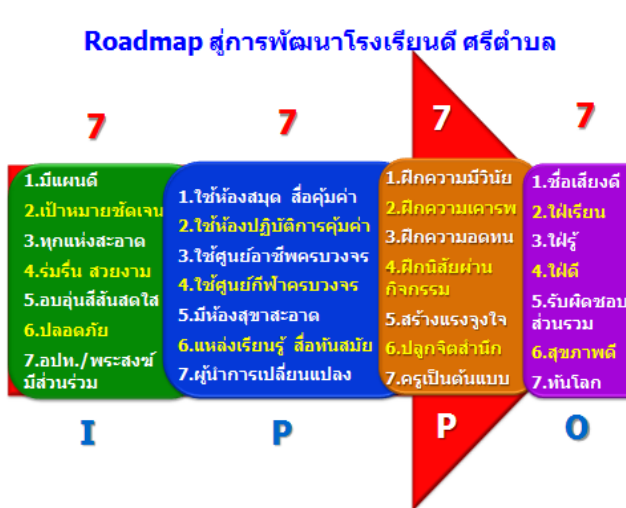 Roadmap สู่การพัฒนาโรงเรียนดี ศรีตำบล
7
7
7
7
1.มีแผนดี
2.เป้าหมายชัดเจน
3.ทุกแห่งสะอาด
4.ร่มรื่น สวยงาม
5.อบอุ่นสีสันสดใส
6.ปลอดภัย
7.อปท./พระสงฆ์
มีส่วนร่วม
1.ใช้ห้องสมุด สื่อคุ้มค่า
2.ใช้ห้องปฏิบัติการคุ้มค่า
3.ใช้ศูนย์อาชีพครบวงจร
4.ใช้ศูนย์กีฬาครบวงจร
5.มีห้องสุขาสะอาด
6.แหล่งเรียนรู้ สื่อทันสมัย
7.ผู้นำการเปลี่ยนแปลง
1.ฝึกความมีวินัย
2.ฝึกความเคารพ
3.ฝึกความอดทน
4.ฝึกนิสัยผ่าน
กิจกรรม
5.สร้างแรงจูงใจ
6.ปลูกจิตสำนึก
7.ครูเป็นต้นแบบ
1.ชื่อเสียงดี
2.ใฝ่เรียน
3.ใฝ่รู้
4.ใฝ่ดี
5.รับผิดชอบ
ส่วนรวม
6.สุขภาพดี
7.ทันโลก
I
P
P
O